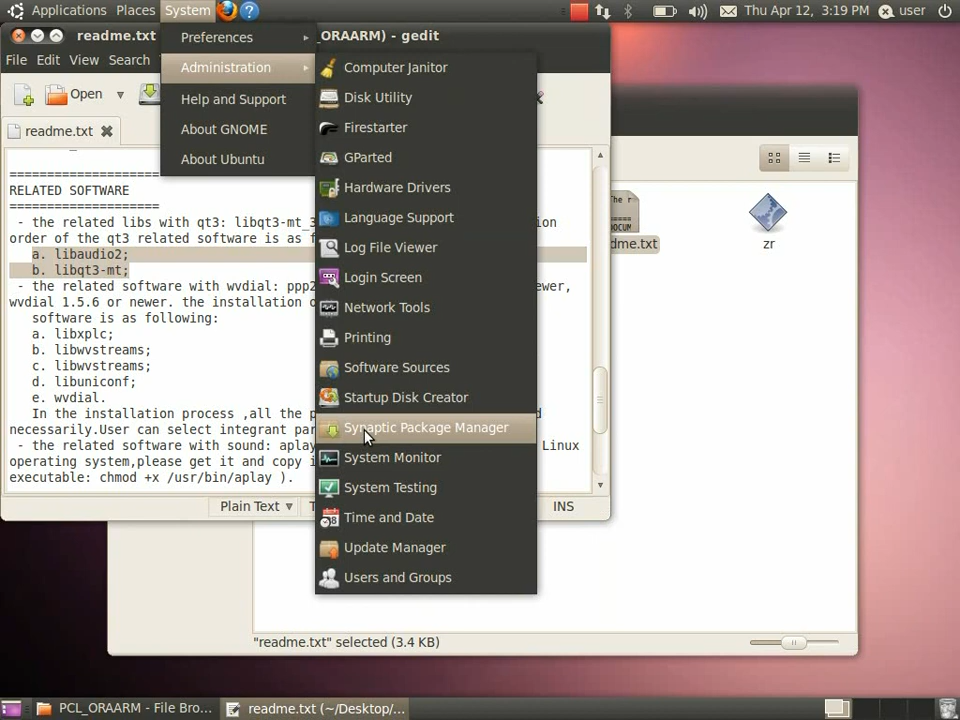 Applications Places System Thu Apr 12, 3:19 PM user
readme.txt _ORAARM) - gedit
File Edit View Search
Open
readme.txt
Preferences
Administration
Help and Support
About GNOME
About Ubuntu
Computer Janitor
Disk Utility
Firestarter
GParted
Hardware Drivers
Language Support
Log File Viewer
Login Screen
Network Tools
Printing
Software Sources
Startup Disk Creator
Synaptic Package Manager
System Monitor
System Testing
Time and Date
Update Manager
Users and Groups
===================
RELATED SOFTWARE
===================
- the related libs with qt3: libqt3-mt_3 ion
order of the qt3 related software is as f
a. libaudio2;
b. libqt3-mt;
- the related software with wvdial: ppp2 ewer,
wvdial 1.5.6 or newer. the installation o
software is as following:
a. libxplc;
b. libwvstreams;
c. libwvstreams;
d. libuniconf;
e. wvdial.
In the installation process ,all the p d
necessarily.User can select integrant par
- the related software with sound: aplay Linux
operating system,please get it and copy i
executable: chmod +x /usr/bin/aplay ).
Plain Text INS
dme.txt
zr
"readme.txt" selected (3.4 KB)
PCL_ORAARM - File Bro...
readme.txt (~/Desktop/...